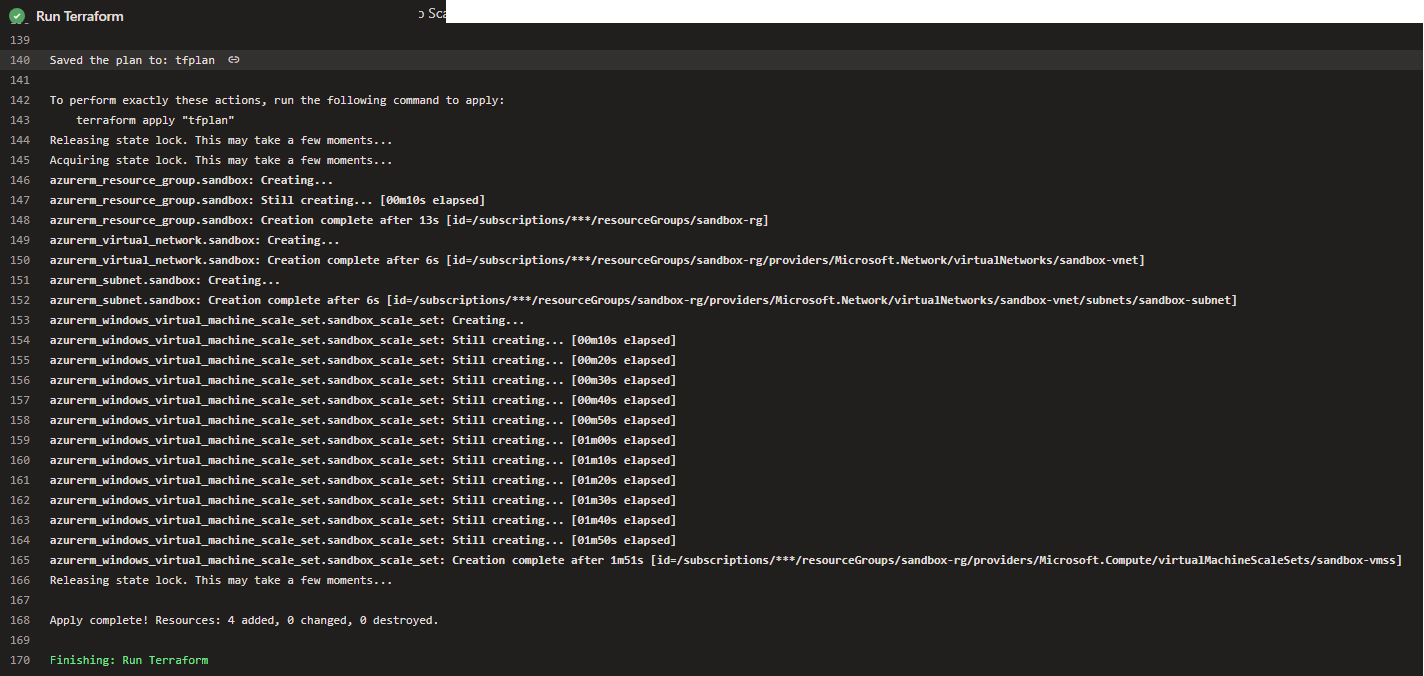 Run Terraform
139
140 Saved the plan to: tfplan
141
142 To perform exactly these actions, run the following command to apply:
143 terraform apply "tfplan"
144 Releasing state lock. This may take a few moments...
145 Acquiring state lock. This may take a few moments...
146 azurerm_resource_group.sandbox: Creating...
147 azurerm_resource_group.sandbox: Still creating... [00m10s elapsed]
148 azurerm_resource_group.sandbox: Creation complete after 13s [id=/subscriptions/***/resourceGroups/sandbox-rg]
149 azurerm_virtual_network.sandbox: Creating...
150 azurerm_virtual_network.sandbox: Creation complete after 6s [id=/subscriptions/***/resourceGroups/sandbox-rg/providers/Microsoft.Network/virtualNetworks/sandbox-vnet]
151 azurerm_subnet.sandbox: Creating...
152 azurerm_subnet.sandbox: Creation complete after 6s [id=/subscriptions/***/resourceGroups/sandbox-rg/providers/Microsoft.Network/virtualNetworks/sandbox-vnet/subnets/sandbox-subnet]
153 azurerm_windows_virtual_machine_scale_set.sandbox_scale_set: Creating...
154 azurerm_windows_virtual_machine_scale_set.sandbox_scale_set: Still creating... [00m10s elapsed]
155 azurerm_windows_virtual_machine_scale_set.sandbox_scale_set: Still creating... [00m20s elapsed]
156 azurerm_windows_virtual_machine_scale_set.sandbox_scale_set: Still creating... [00m30s elapsed]
157 azurerm_windows_virtual_machine_scale_set.sandbox_scale_set: Still creating... [00m40s elapsed]
158 azurerm_windows_virtual_machine_scale_set.sandbox_scale_set: Still creating... [00m50s elapsed]
159 azurerm_windows_virtual_machine_scale_set.sandbox_scale_set: Still creating... [01m00s elapsed]
160 azurerm_windows_virtual_machine_scale_set.sandbox_scale_set: Still creating... [01m10s elapsed]
161 azurerm_windows_virtual_machine_scale_set.sandbox_scale_set: Still creating... [01m20s elapsed]
162 azurerm_windows_virtual_machine_scale_set.sandbox_scale_set: Still creating... [01m30s elapsed]
163 azurerm_windows_virtual_machine_scale_set.sandbox_scale_set: Still creating... [01m40s elapsed]
164 azurerm_windows_virtual_machine_scale_set.sandbox_scale_set: Still creating... [01m50s elapsed]
165 azurerm_windows_virtual_machine_scale_set.sandbox_scale_set: Creation complete after 1m51s [id=/subscriptions/***/resourceGroups/sandbox-rg/providers/Microsoft.Compute/virtualMachineScaleSets/sandbox-vmss]
166 Releasing state lock. This may take a few moments...
167
168 Apply complete! Resources: 4 added, 0 changed, 0 destroyed.
169
170 Finishing: Run Terraform